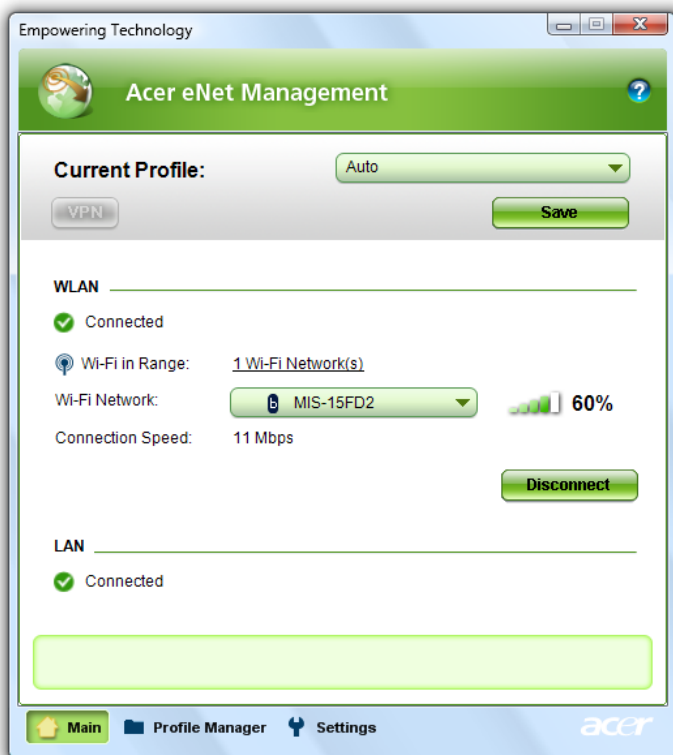 Empowering Technology
Acer eNet Management
?
Current Profile:
Auto
VPN
Save
WLAN
Connected
Wi-Fi in Range:
1 Wi-Fi Network(s)
Wi-Fi Network:
b MIS-15FD2
60%
Connection Speed:
11 Mbps
Disconnect
LAN
Connected
Main
Profile Manager
Settings
acer